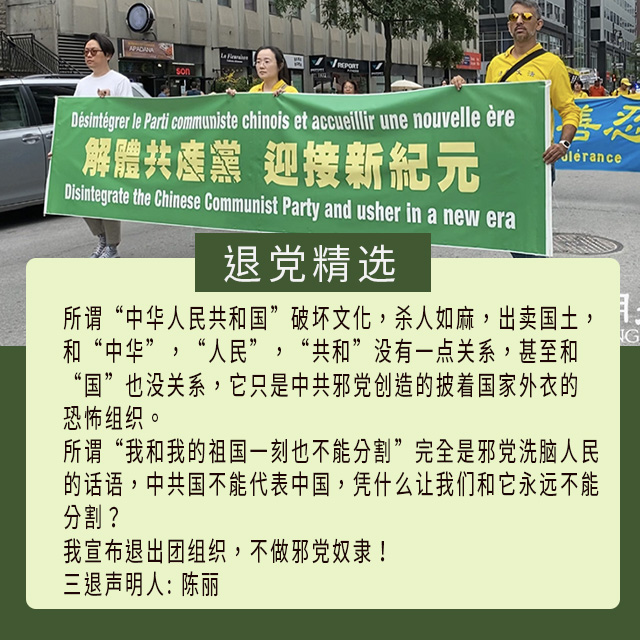 APADANA
son
REPORT
Désintégrer le Parti communiste chinois et accueillir une nouvelle ère
解體共產黨 迎接新紀元
Disintegrate the Chinese Communist Party and usher in a new era
善 忍
olérance
退党精选
所谓“中华人民共和国”破坏文化，杀人如麻，出卖国土，
和“中华”，“人民”，“共和”没有一点关系，甚至和
“国”也没关系，它只是中共邪党创造的披着国家外衣的
恐怖组织。
所谓“我和我的祖国一刻也不能分割”完全是邪党洗脑人民
的话语，中共国不能代表中国，凭什么让我们和它永远不能
分割？
我宣布退出团组织，不做邪党奴隶！
三退声明人: 陈丽